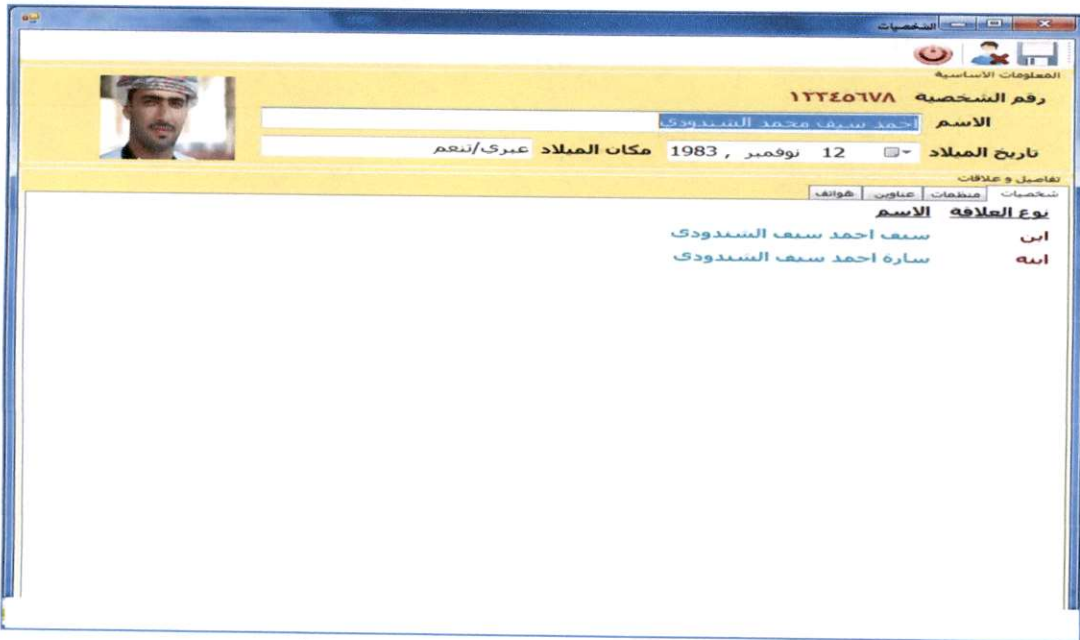 الشخصيات
المعلومات الاساسية
رقم الشخصية ١٢٣٤٥٦٧٨
الاسم احمد سيف محمد الشندودي
تاريخ الميلاد 12 نوفمبر , 1983 مكان الميلاد عبري/تنعم
تفاصيل و علاقات
شخصيات منظمات عناوين هواتف
نوع العلاقة الاسم
ابن سيف احمد سيف الشندودي
ابنه سارة احمد سيف الشندودي